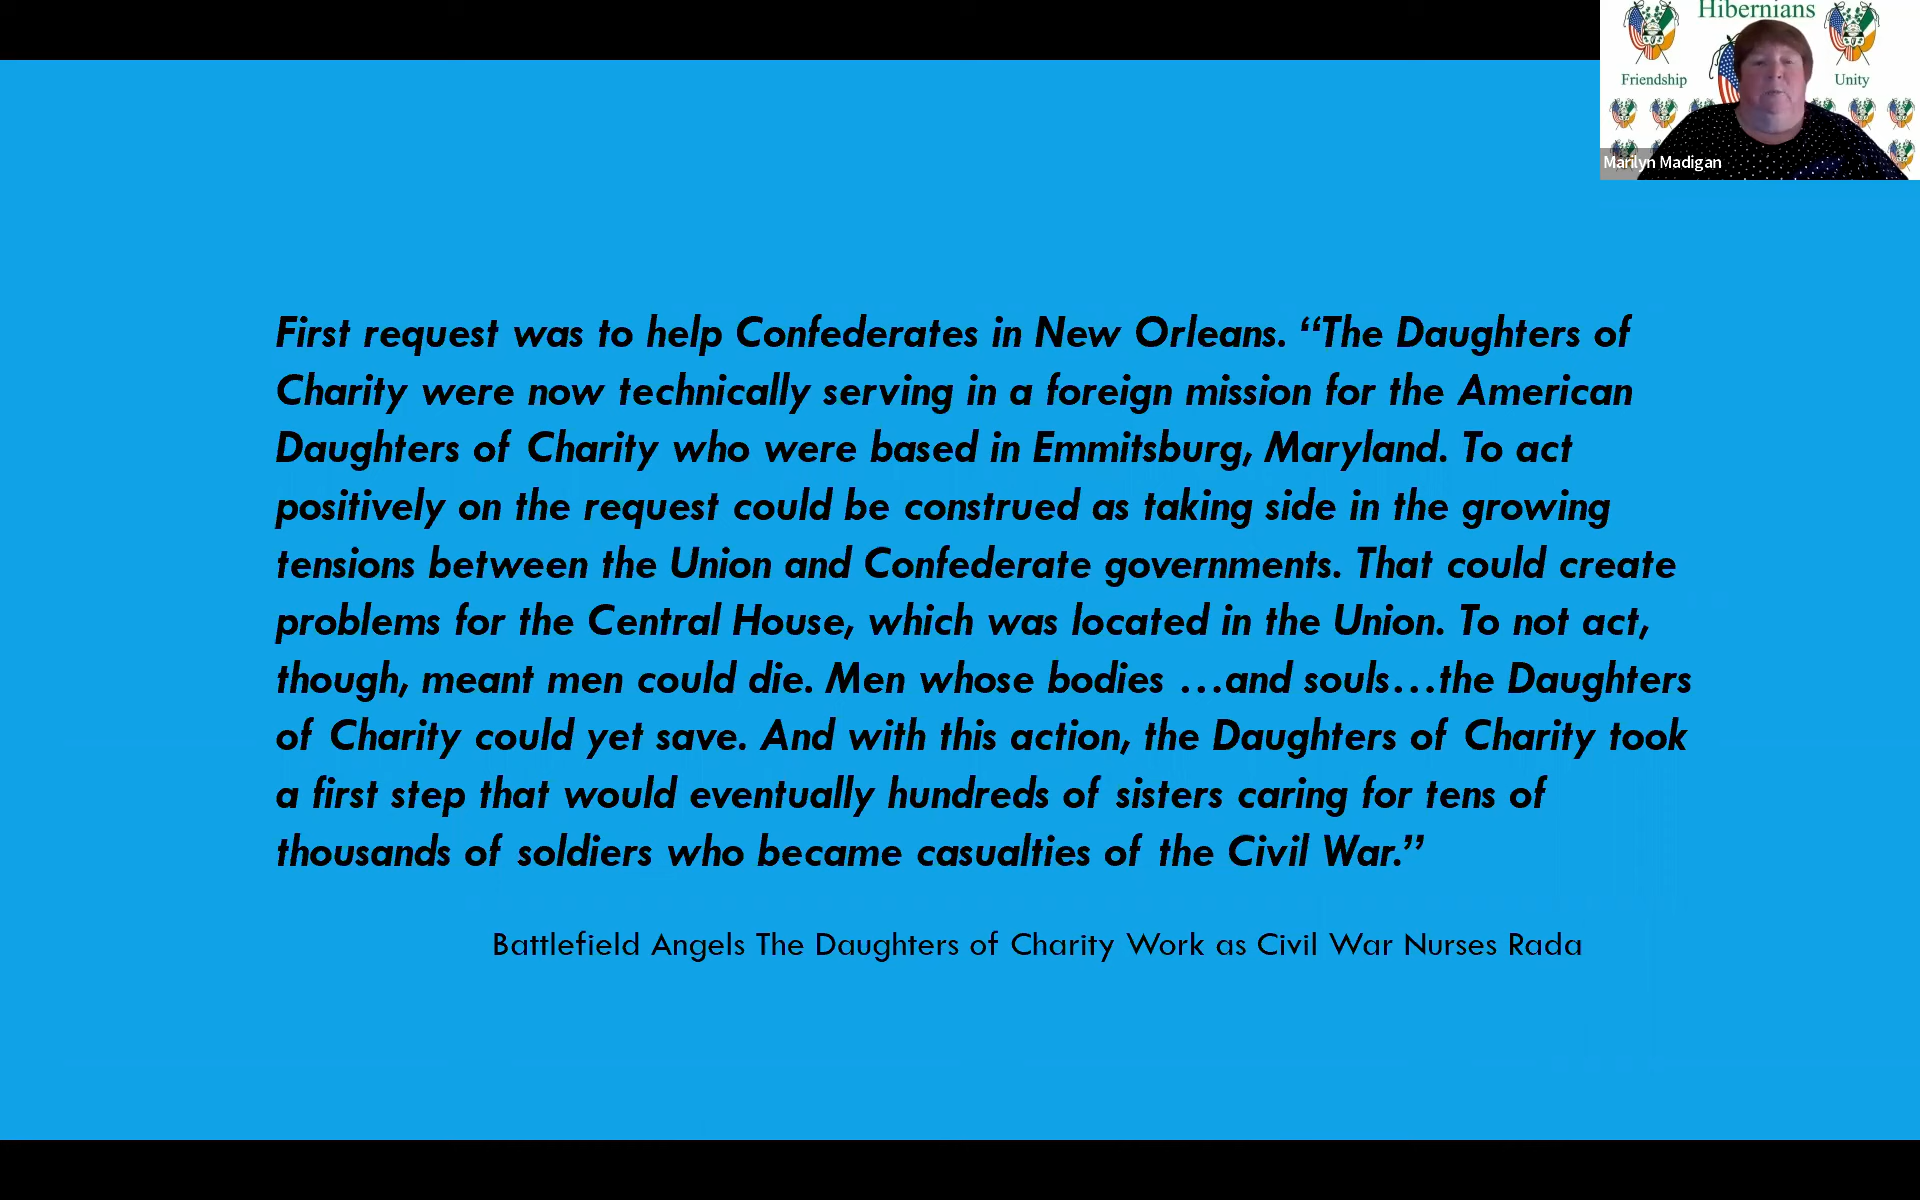 Hibernians
Friendship
Unity
Marilyn Madigan
First request was to help Confederates in New Orleans. “The Daughters of
Charity were now technically serving in a foreign mission for the American
Daughters of Charity who were based in Emmitsburg, Maryland. To act
positively on the request could be construed as taking side in the growing
tensions between the Union and Confederate governments. That could create
problems for the Central House, which was located in the Union. To not act,
though, meant men could die. Men whose bodies …and souls…the Daughters
of Charity could yet save. And with this action, the Daughters of Charity took
a first step that would eventually hundreds of sisters caring for tens of
thousands of soldiers who became casualties of the Civil War.”
Battlefield Angels The Daughters of Charity Work as Civil War Nurses Rada